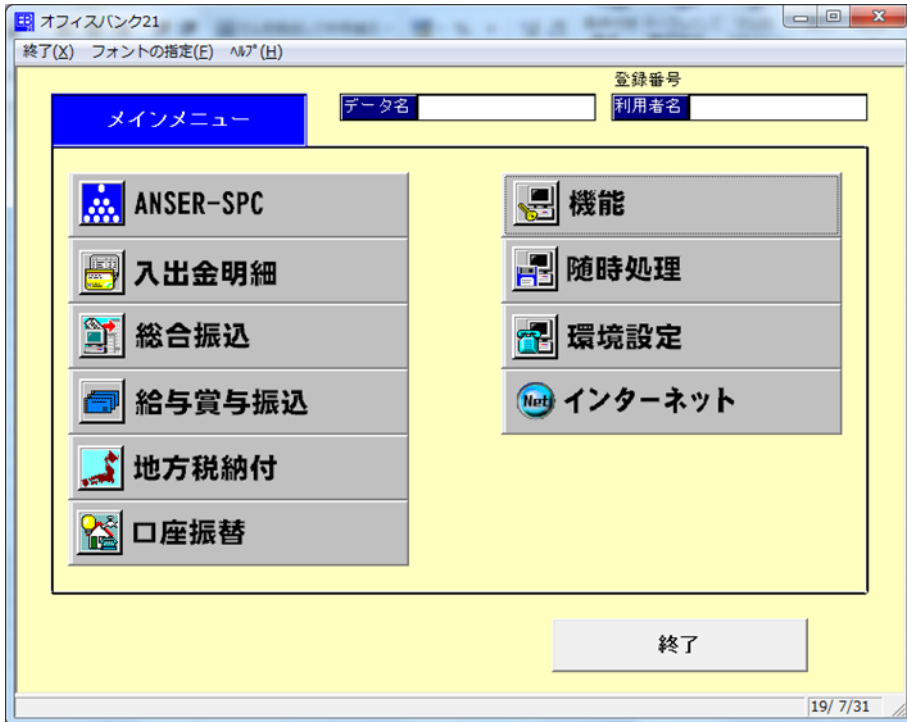 オフィスバンク21
終了(X) フォントの指定(F) ヘルプ(H)
登録番号
メインメニュー
データ名
利用者名
ANSER-SPC
入出金明細
総合振込
給与賞与振込
地方税納付
口座振替
機能
随時処理
環境設定
Net インターネット
終了
19/ 7/31